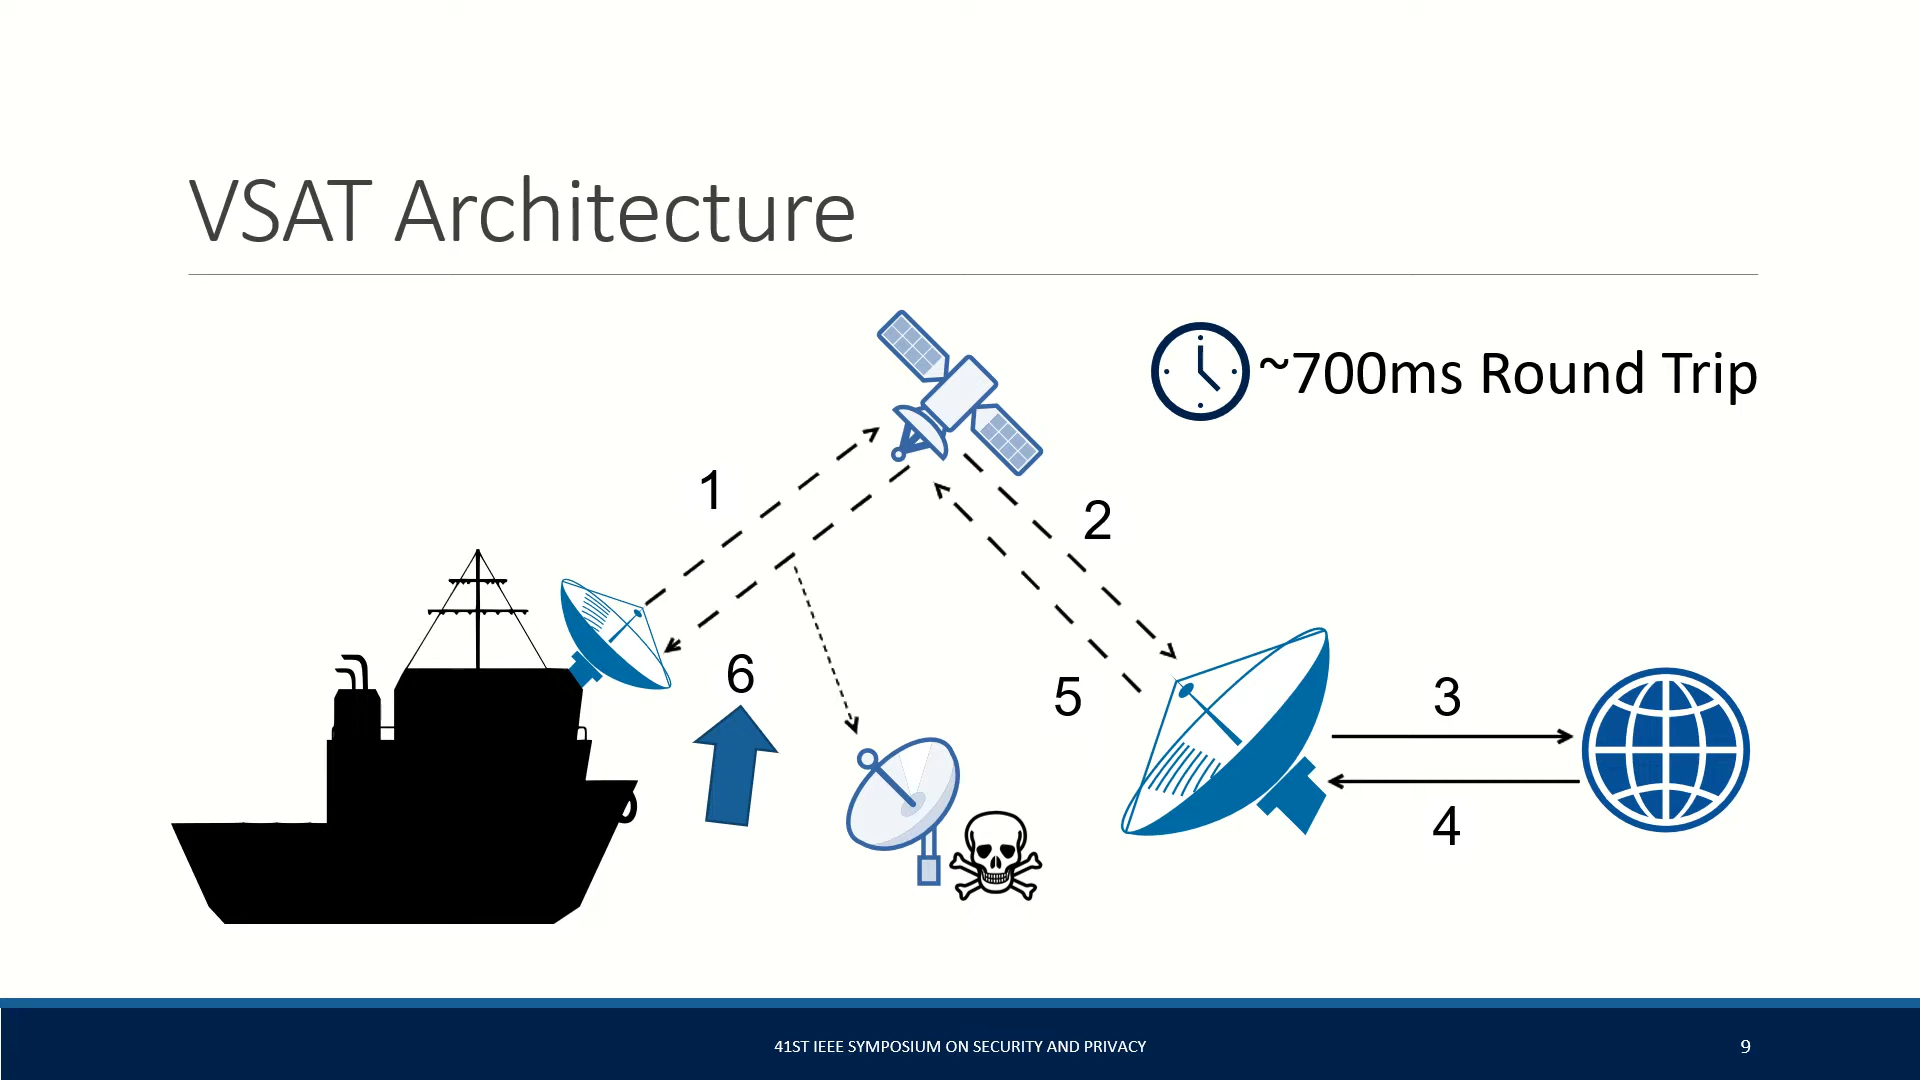 VSAT Architecture
~700ms Round Trip
1
2
6
5
3
4
41ST IEEE SYMPOSIUM ON SECURITY AND PRIVACY
9